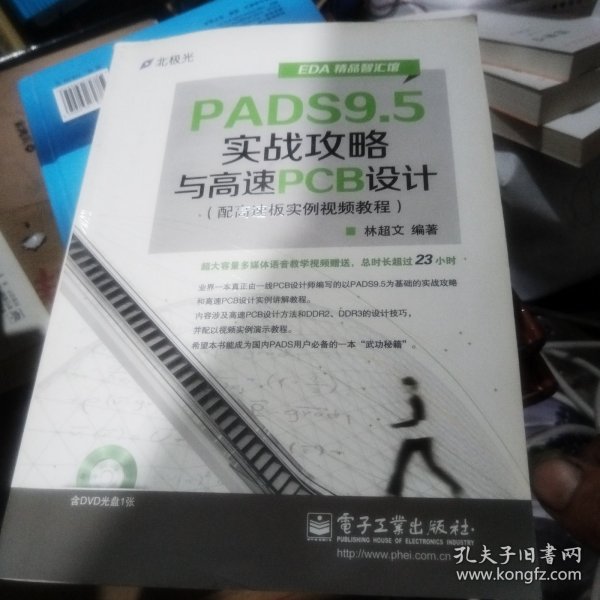 北极光
EDA 精品智汇馆
PADS9.5
实战攻略
与高速PCB设计
（配高速板实例视频教程）
林超文 编著
超大容量多媒体语音教学视频赠送，总时长超过23小时
业界一本真正由一线PCB设计师编写的以PADS9.5为基础的实战攻略
和高速PCB设计实例讲解教程。
内容涉及高速PCB设计方法和DDR2、DDR3的设计技巧，
并配以视频实例演示教程。
希望本书能成为国内PADS用户必备的一本“武功秘籍”。
含DVD光盘1张
電子工業出版社·
PUBLISHING HOUSE OF ELECTRONICS INDUSTRY
http://www.phei.com.cn
孔夫子旧书网
www.kongfz.com